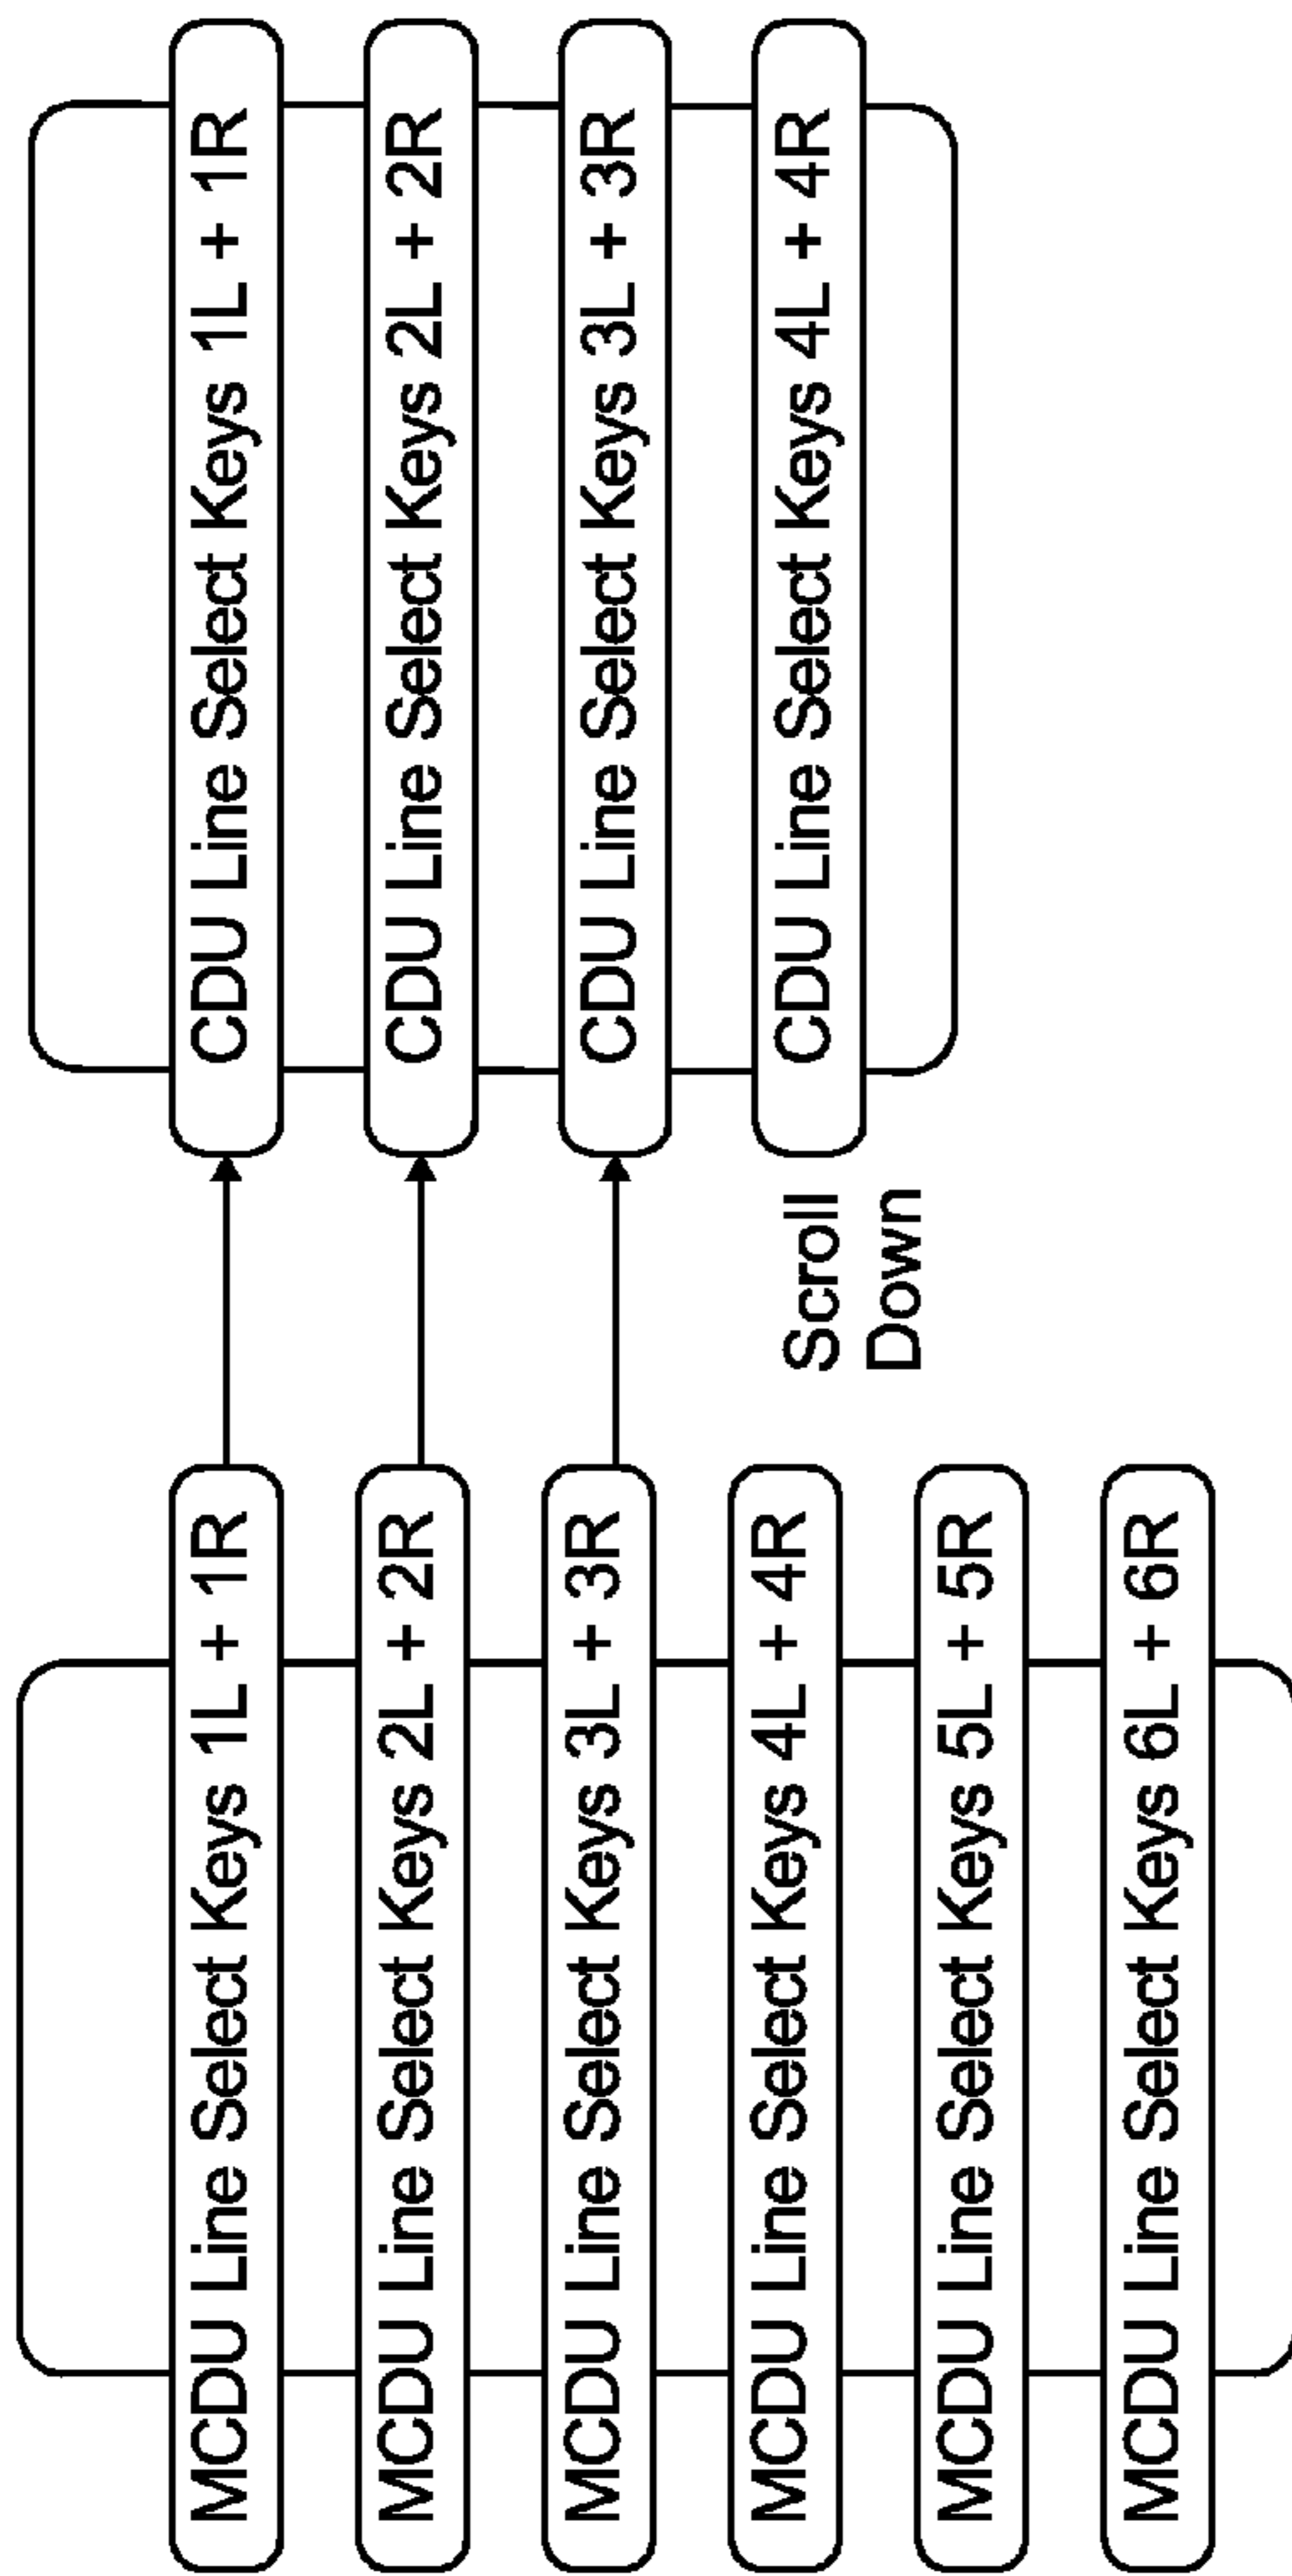 MCDU Line Select Keys 1L + 1R
MCDU Line Select Keys 2L + 2R
MCDU Line Select Keys 3L + 3R
MCDU Line Select Keys 4L + 4R
MCDU Line Select Keys 5L + 5R
MCDU Line Select Keys 6L + 6R
Scroll
Down
CDU Line Select Keys 1L + 1R
CDU Line Select Keys 2L + 2R
CDU Line Select Keys 3L + 3R
CDU Line Select Keys 4L + 4R